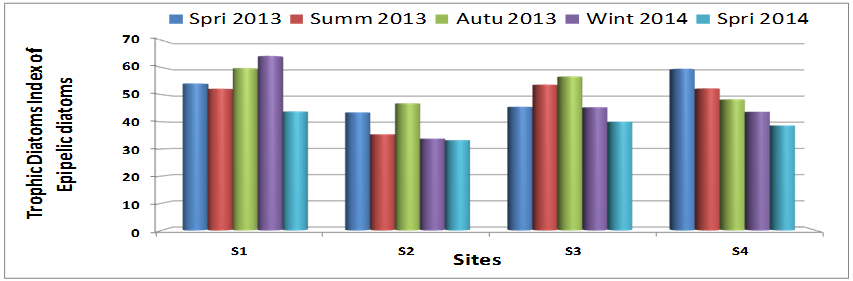 Spri 2013 Summ 2013 Autu 2013 Wint 2014 Spri 2014
Trophic Diatoms Index of
Epipelic diatoms
70
60
50
40
30
20
10
0
S1 S2 S3 S4
Sites